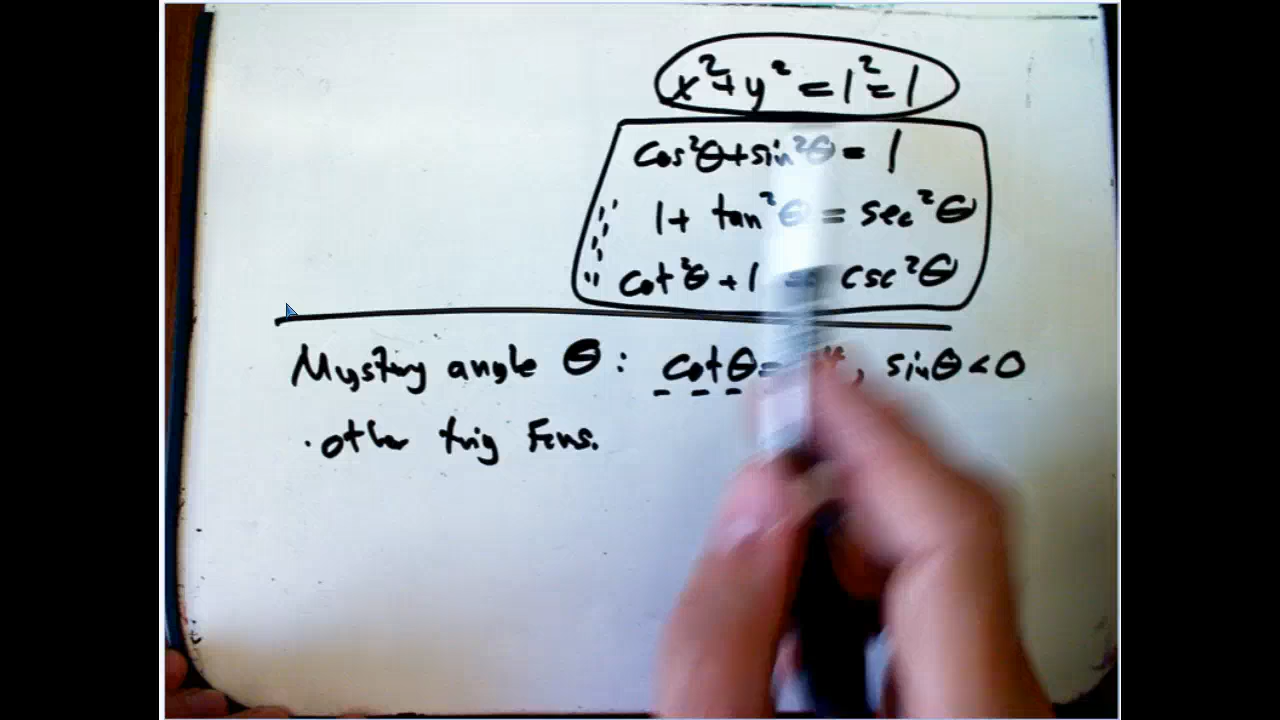 x² + y² = 1² = 1
cos²θ + sin²θ = 1
1 + tan²θ = sec²θ
cot²θ + 1 = csc²θ
Mystery angle θ: cotθ = , sinθ < 0
· other trig Fcns.